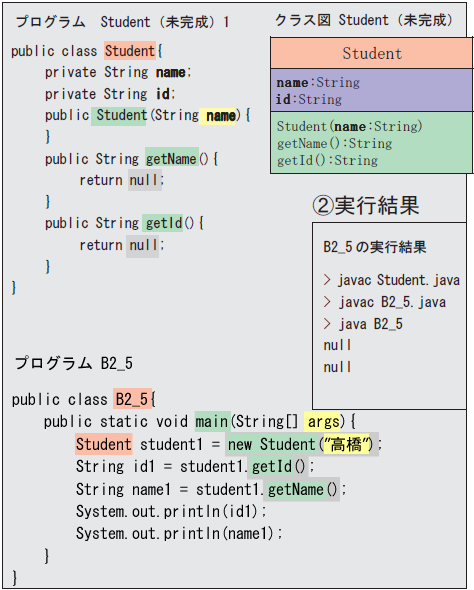 プログラム Student（未完成）1
public class Student{
private String name;
private String id;
public Student(String name){
}
public String getName(){
return null;
}
public String getId(){
return null;
}
}
クラス図 Student（未完成）
Student
name:String
id:String
Student(name:String)
getName():String
getId():String
②実行結果
B2_5 の実行結果
> javac Student.java
> javac B2_5.java
> java B2_5
null
null
プログラム B2_5
public class B2_5{
public static void main(String[] args){
Student student1 = new Student("高橋");
String id1 = student1.getId();
String name1 = student1.getName();
System.out.println(id1);
System.out.println(name1);
}
}